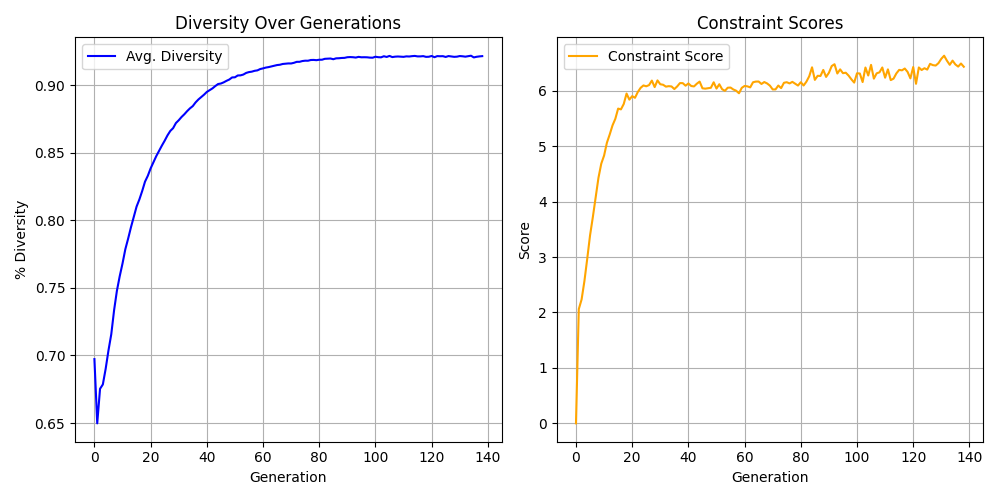 Diversity Over Generations
Avg. Diversity
% Diversity
0.90
0.85
0.80
0.75
0.70
0.65
0 20 40 60 80 100 120 140
Generation
Constraint Scores
Constraint Score
Score
6
5
4
3
2
1
0
0 20 40 60 80 100 120 140
Generation